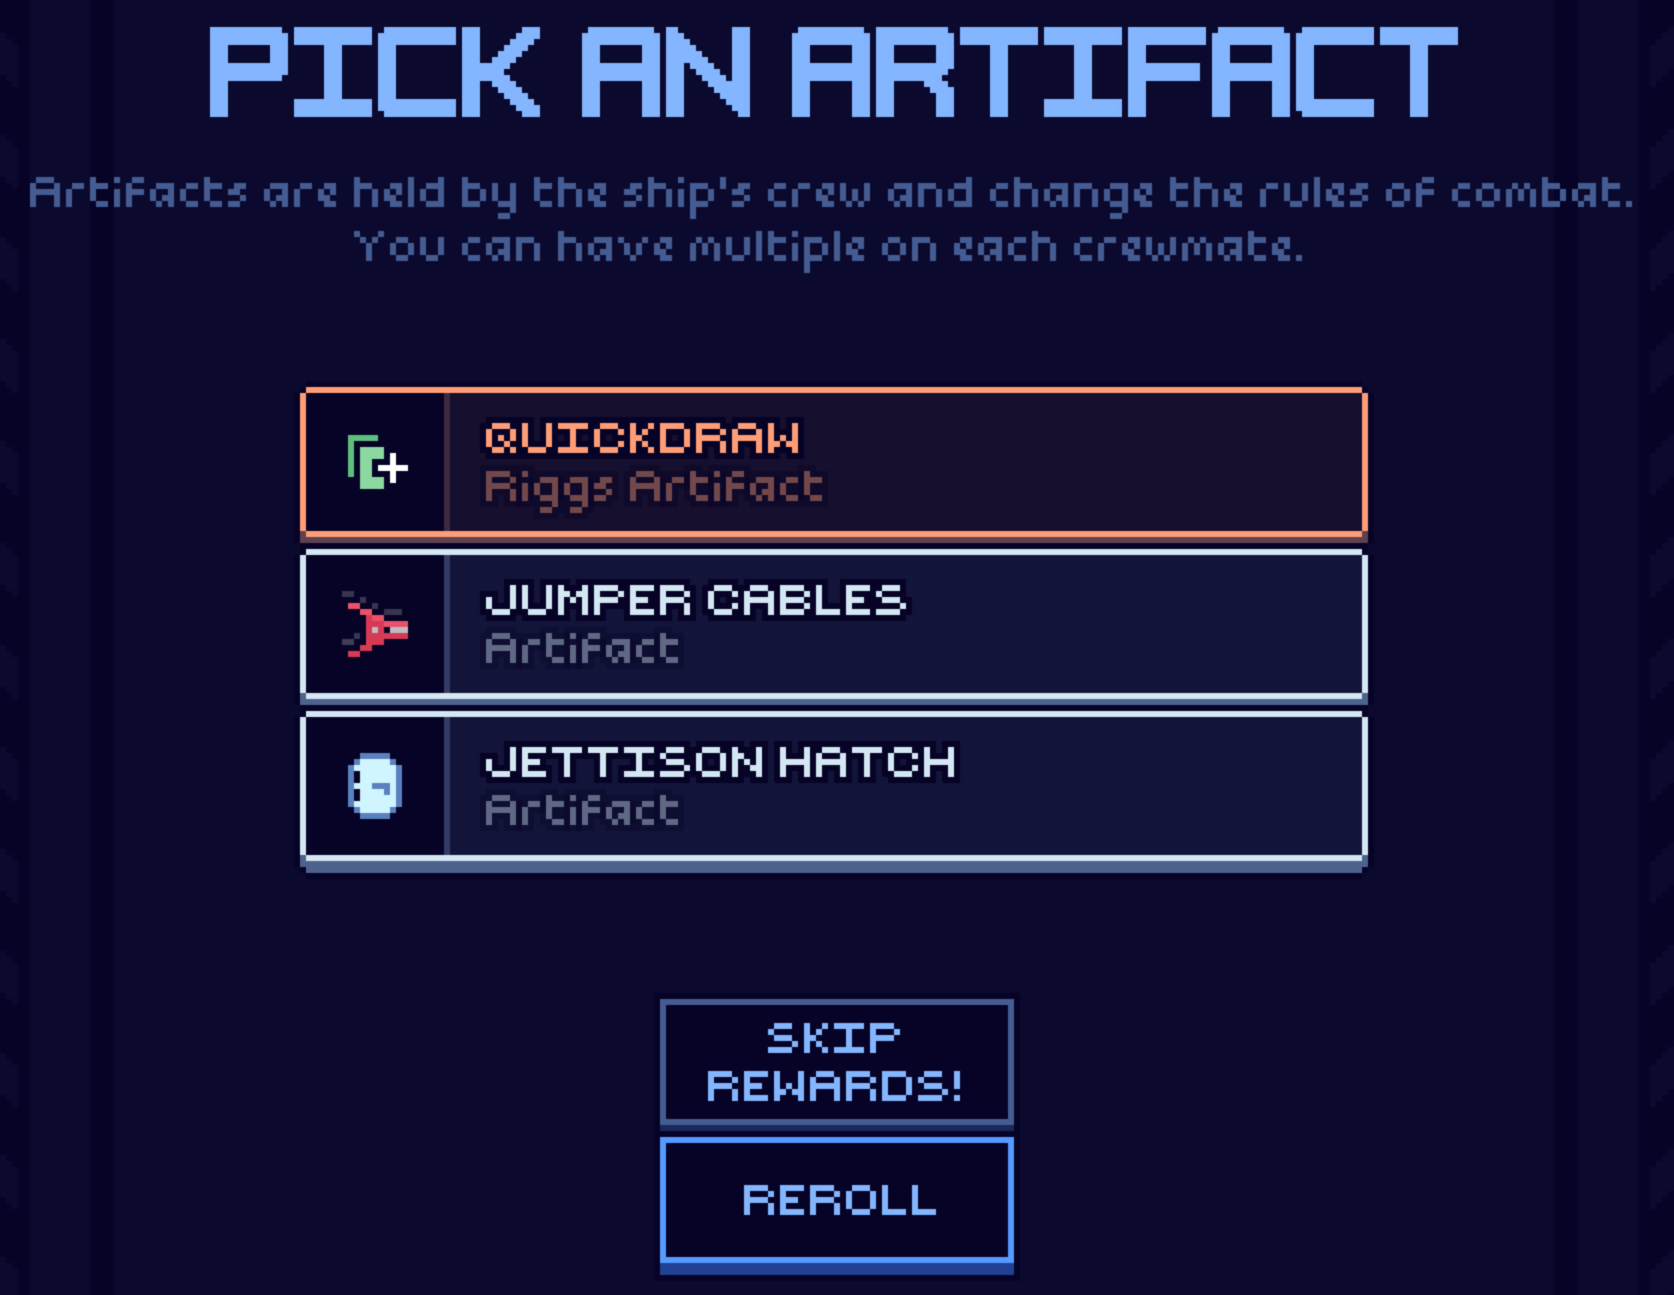 PICK AN ARTIFACT
Artifacts are held by the ship's crew and change the rules of combat.
You can have multiple on each crewmate.
QUICKDRAW
Riggs Artifact
JUMPER CABLES
Artifact
JETTISON HATCH
Artifact
SKIP
REWARDS!
REROLL